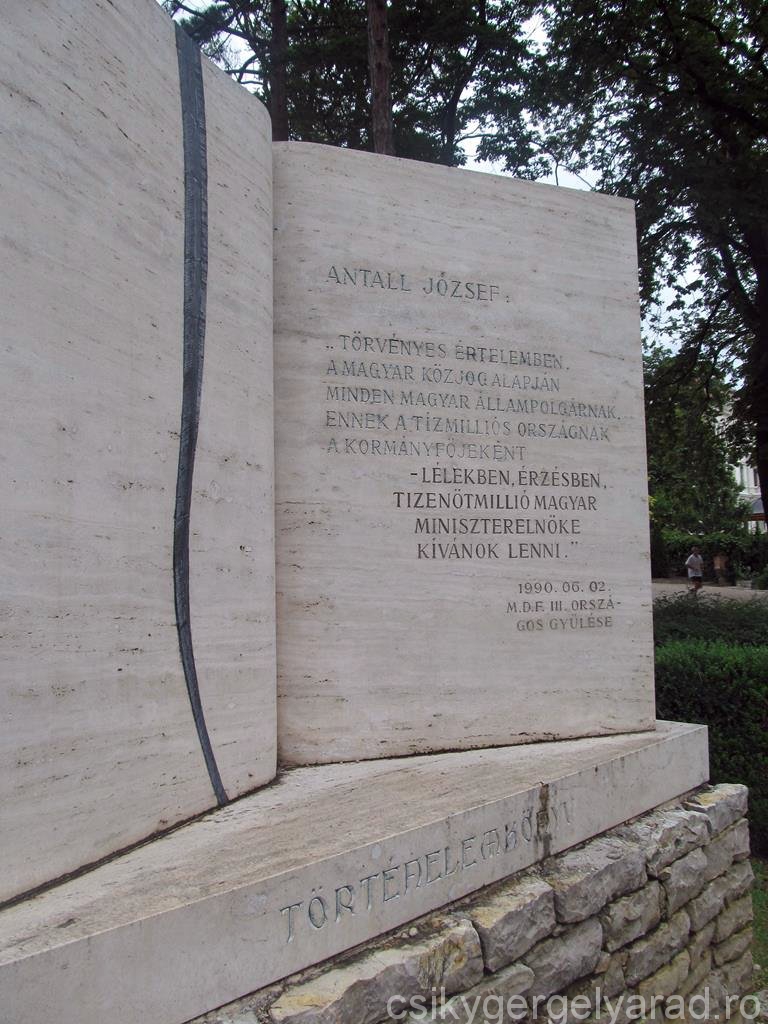 ANTALL JÓZSEF:
„TÖRVÉNYES ÉRTELEMBEN,
A MAGYAR KÖZJOG ALAPJÁN
MINDEN MAGYAR ÁLLAMPOLGÁRNAK,
ENNEK A TÍZMILLIÓS ORSZÁGNAK
A KORMÁNYFŐJEKÉNT
-LÉLEKBEN, ÉRZÉSBEN,
TIZENÖTMILLIÓ MAGYAR
MINISZTERELNÖKE
KÍVÁNOK LENNI."
1990.06.02.
M.D.F. III. ORSZÁ-
GOS GYŰLÉSE
TÖRTÉNELEMKÖNYV
csikygergelyarad.ro